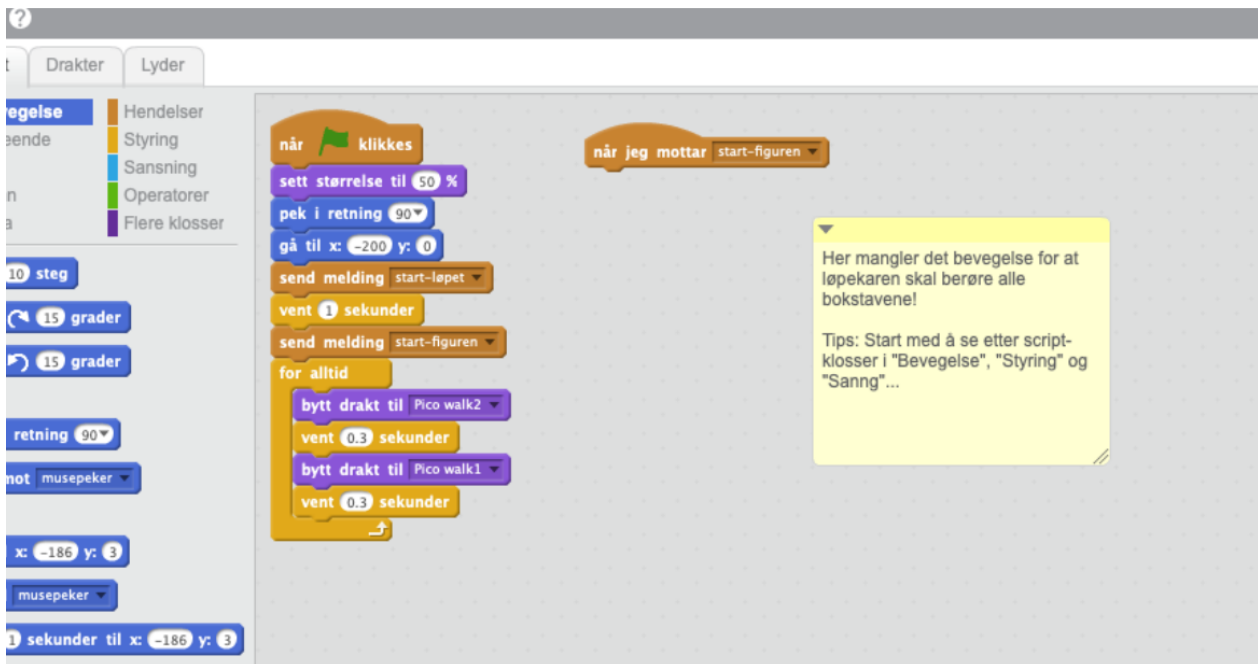 ?
t Drakter Lyder
vegelse Hendelser
eende Styring
Sansning
n Operatorer
a Flere klosser
10 steg
15 grader
15 grader
retning 90
mot musepeker
x: -186 y: 3
musepeker
1 sekunder til x: -186 y: 3
når klikkes
sett størrelse til 50 %
pek i retning 90
gå til x: -200 y: 0
send melding start-løpet
vent 1 sekunder
send melding start-figuren
for alltid
bytt drakt til Pico walk2
vent 0.3 sekunder
bytt drakt til Pico walk1
vent 0.3 sekunder
når jeg mottar start-figuren
Her mangler det bevegelse for at
løpekaren skal berøre alle
bokstavene!
Tips: Start med å se etter script-
klosser i "Bevegelse", "Styring" og
"Sanng"...